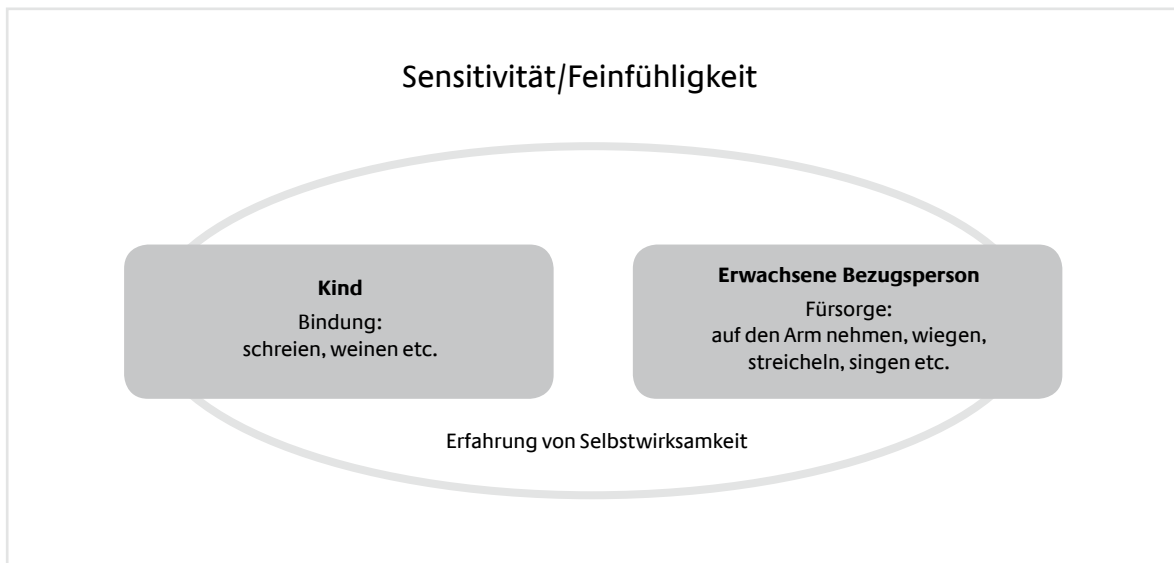 Sensitivität/Feinfühligkeit
Kind
Bindung:
schreien, weinen etc.
Erwachsene Bezugsperson
Fürsorge:
auf den Arm nehmen, wiegen,
streicheln, singen etc.
Erfahrung von Selbstwirksamkeit